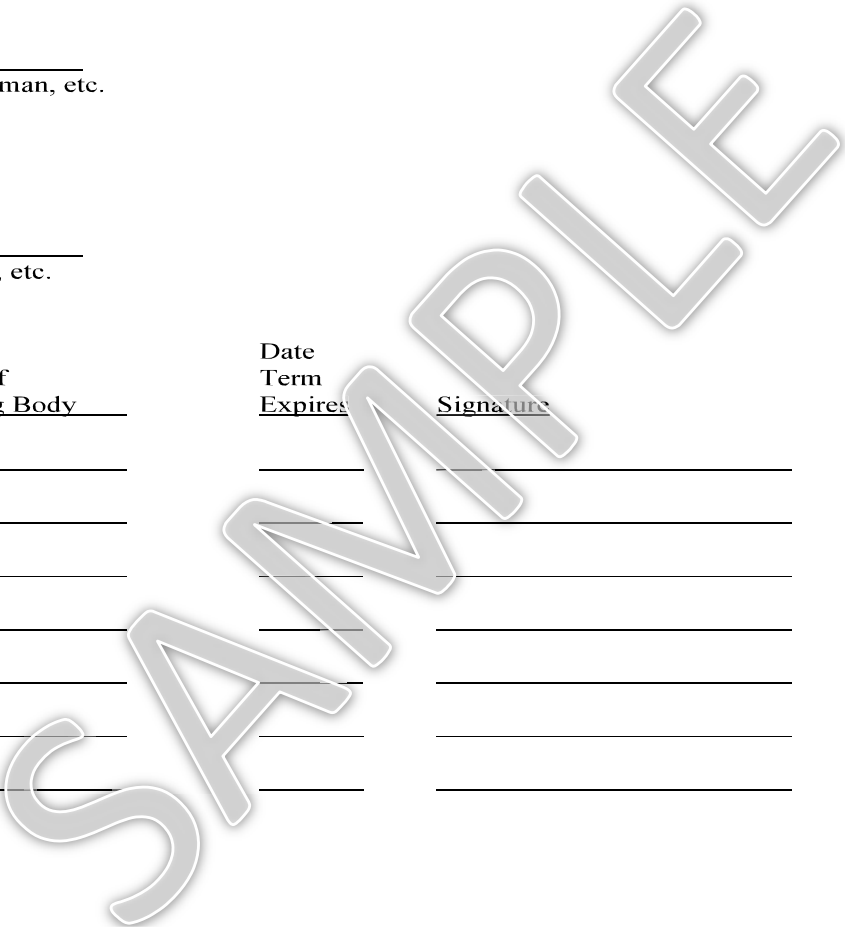 man, etc.
, etc.
Date
f Term
g Body Expires Signature
SAMPLE